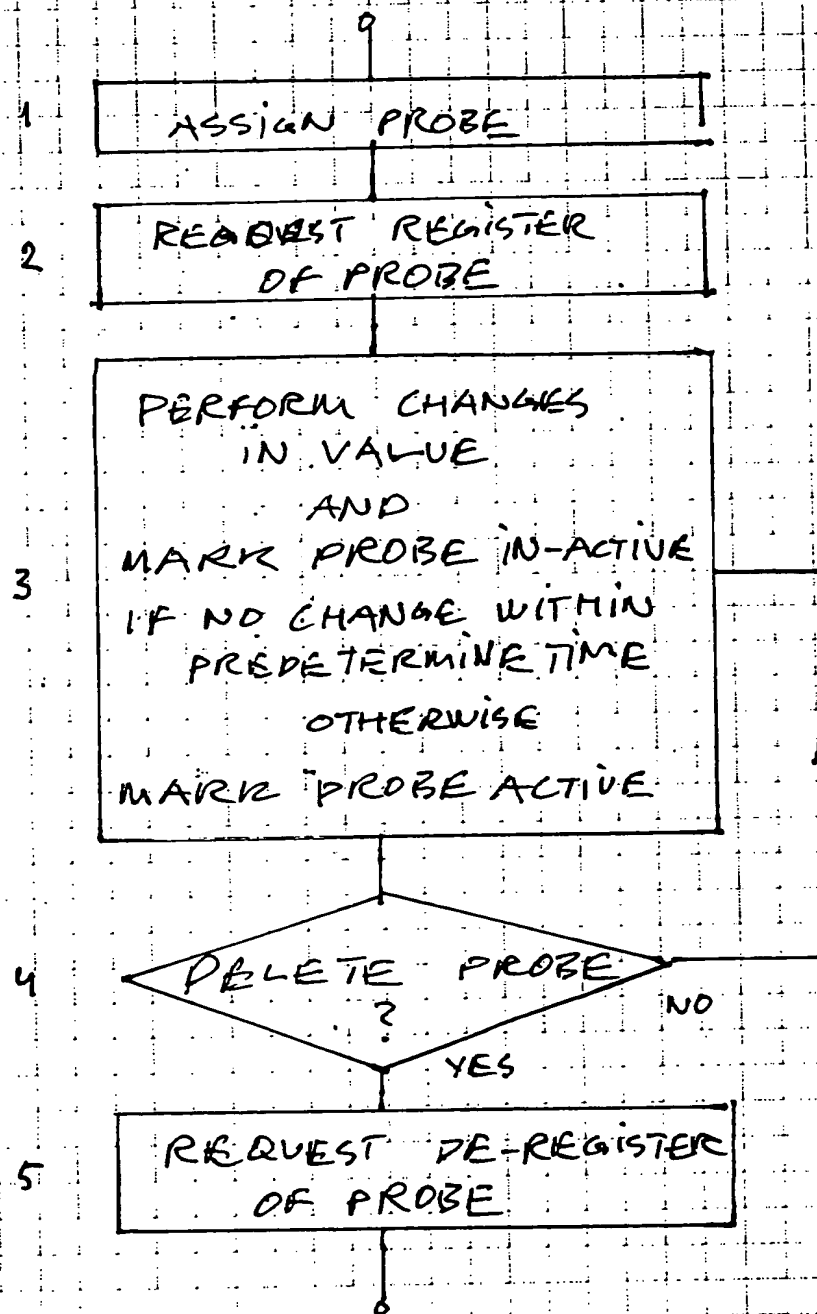 1
ASSIGN PROBE
2
REQUEST REGISTER
OF PROBE
3
PERFORM CHANGES
IN VALUE
AND
MARK PROBE IN-ACTIVE
IF NO CHANGE WITHIN
PREDETERMINE TIME
OTHERWISE
MARK PROBE ACTIVE
4
DELETE PROBE
?
NO
YES
5
REQUEST DE-REGISTER
OF PROBE